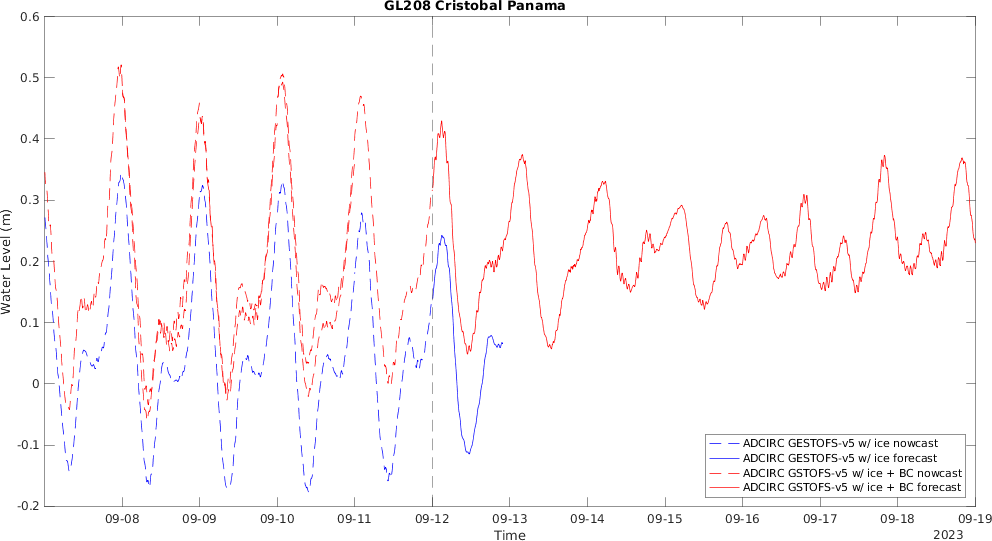 GL208 Cristobal Panama
0.6
0.5
0.4
0.3
0.2
0.1
0
-0.1
-0.2
Water Level (m)
09-08 09-09 09-10 09-11 09-12 09-13 09-14 09-15 09-16 09-17 09-18 09-19
Time
2023
ADCIRC GESTOFS-v5 w/ ice nowcast
ADCIRC GESTOFS-v5 w/ ice forecast
ADCIRC GSTOFS-v5 w/ ice + BC nowcast
ADCIRC GSTOFS-v5 w/ ice + BC forecast